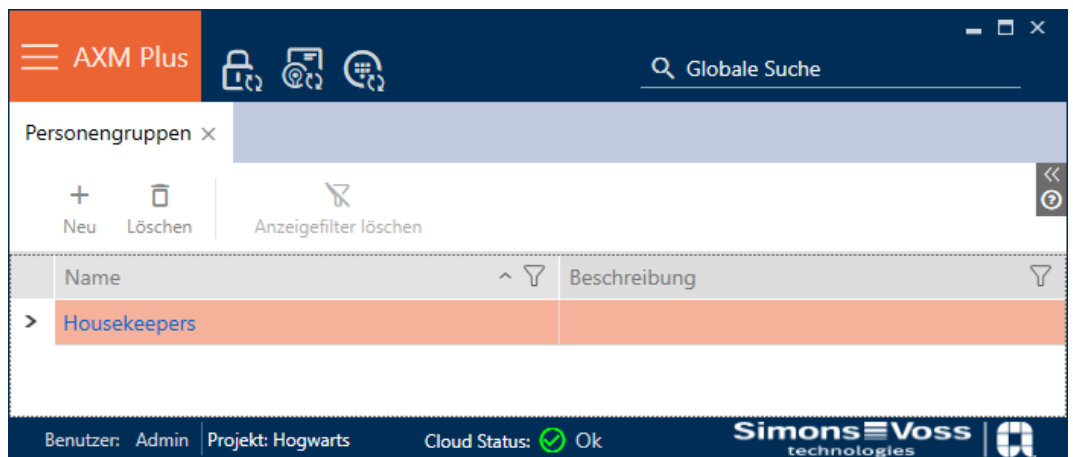 AXM Plus
Globale Suche
Personengruppen
Neu Löschen Anzeigefilter löschen
Name Beschreibung
Housekeepers
Benutzer: Admin Projekt: Hogwarts Cloud Status: Ok SimonsVoss
technologies